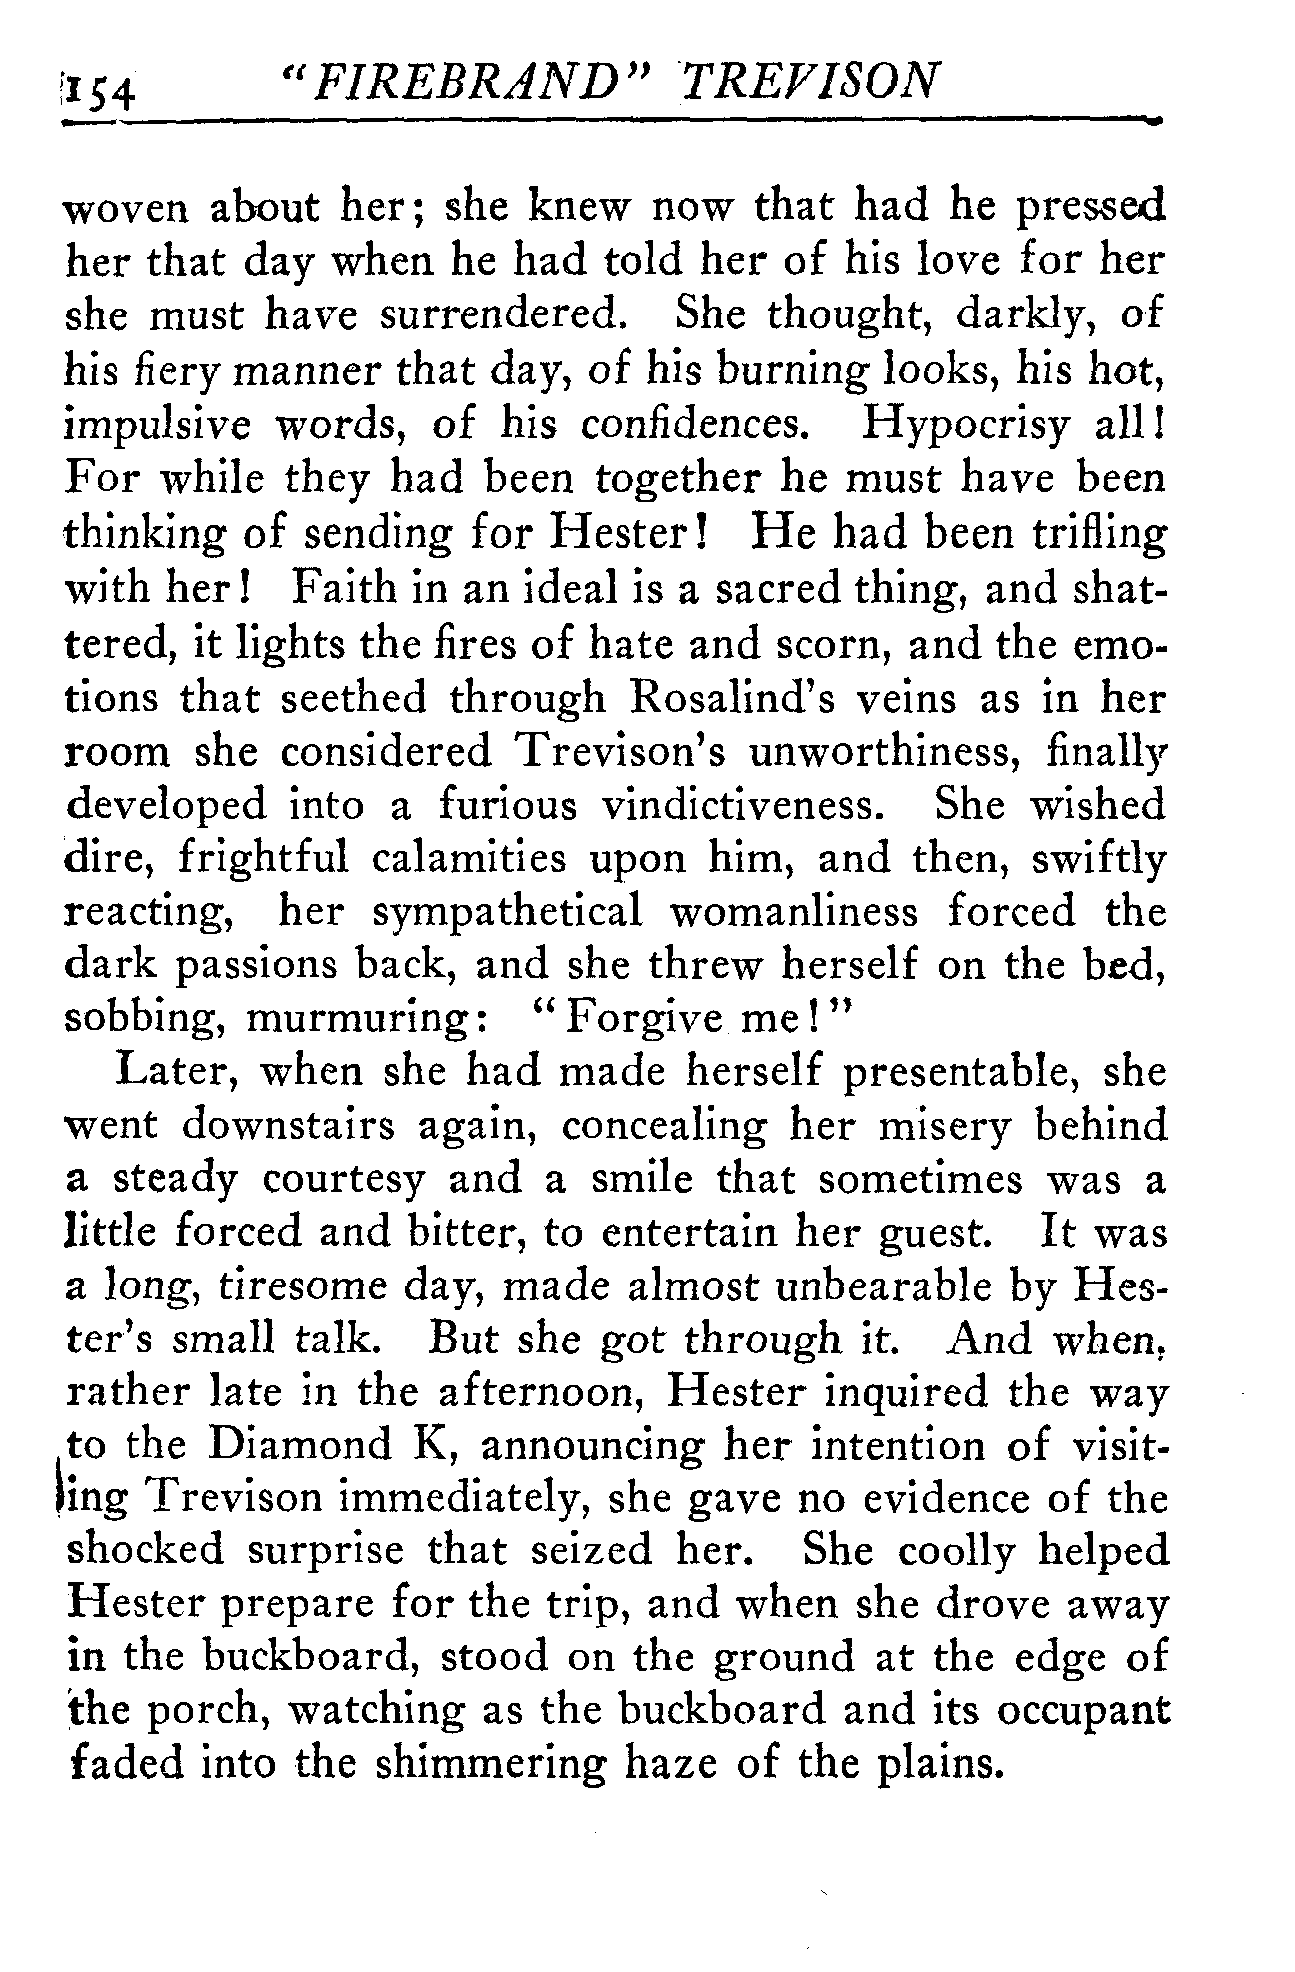 154 "FIREBRAND" TREVISON
woven about her; she knew now that had he pressed
her that day when he had told her of his love for her
she must have surrendered. She thought, darkly, of
his fiery manner that day, of his burning looks, his hot,
impulsive words, of his confidences. Hypocrisy all!
For while they had been together he must have been
thinking of sending for Hester! He had been trifling
with her! Faith in an ideal is a sacred thing, and shat-
tered, it lights the fires of hate and scorn, and the emo-
tions that seethed through Rosalind's veins as in her
room she considered Trevison's unworthiness, finally
developed into a furious vindictiveness. She wished
dire, frightful calamities upon him, and then, swiftly
reacting, her sympathetical womanliness forced the
dark passions back, and she threw herself on the bed,
sobbing, murmuring: "Forgive me!"
Later, when she had made herself presentable, she
went downstairs again, concealing her misery behind
a steady courtesy and a smile that sometimes was a
little forced and bitter, to entertain her guest. It was
a long, tiresome day, made almost unbearable by Hes-
ter's small talk. But she got through it. And when,
rather late in the afternoon, Hester inquired the way
to the Diamond K, announcing her intention of visit-
ing Trevison immediately, she gave no evidence of the
shocked surprise that seized her. She coolly helped
Hester prepare for the trip, and when she drove away
in the buckboard, stood on the ground at the edge of
the porch, watching as the buckboard and its occupant
faded into the shimmering haze of the plains.